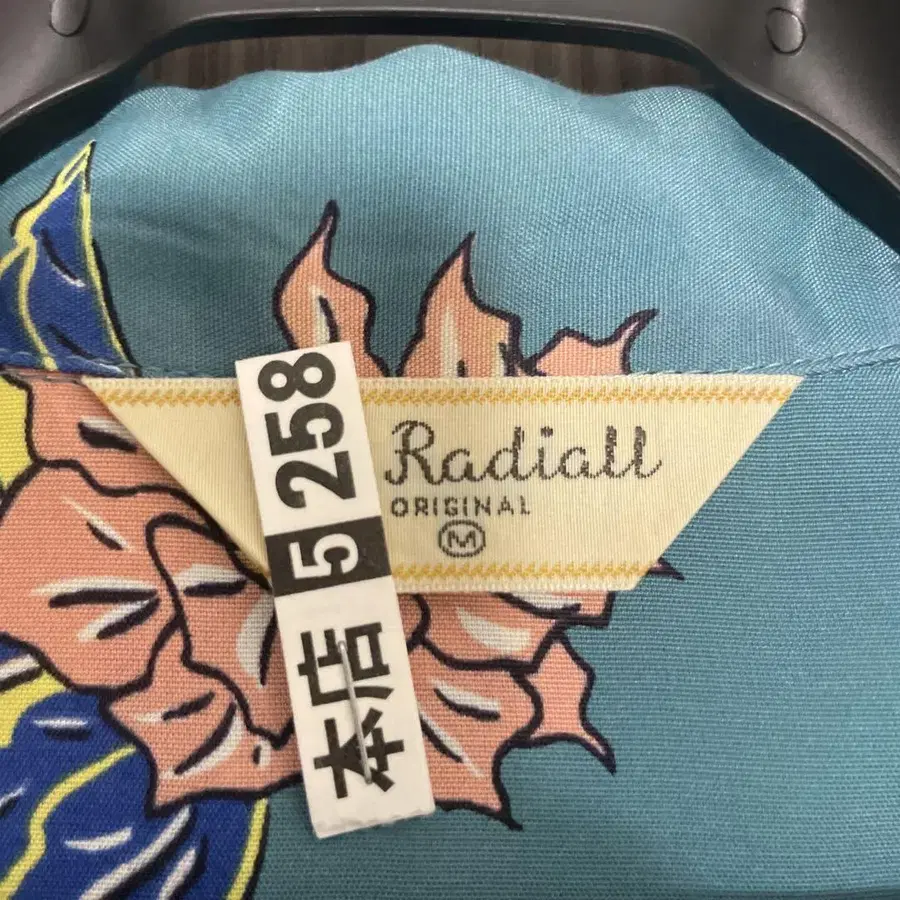 Radiall
ORIGINAL
M
本店 5 258